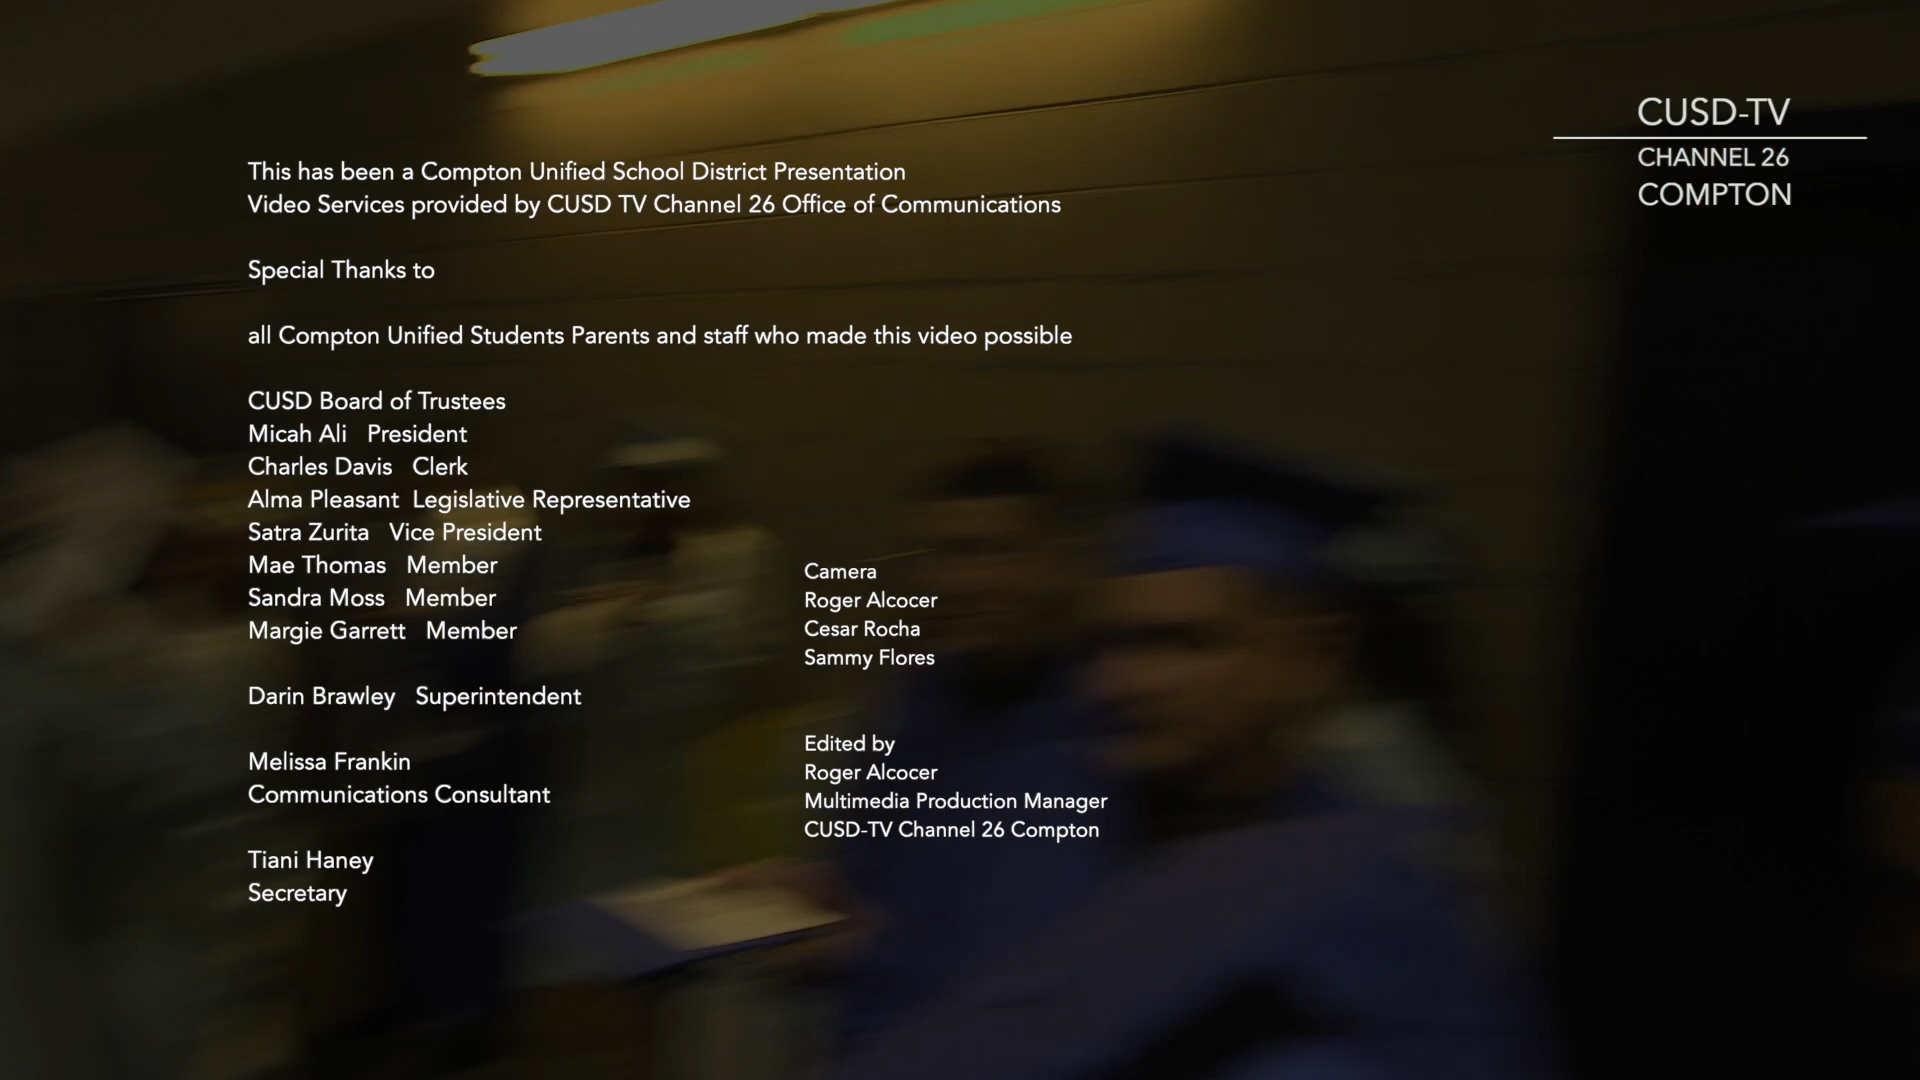 CUSD-TV
CHANNEL 26
COMPTON
This has been a Compton Unified School District Presentation
Video Services provided by CUSD TV Channel 26 Office of Communications
Special Thanks to
all Compton Unified Students Parents and staff who made this video possible
CUSD Board of Trustees
Micah Ali President
Charles Davis Clerk
Alma Pleasant Legislative Representative
Satra Zurita Vice President
Mae Thomas Member
Sandra Moss Member
Margie Garrett Member
Darin Brawley Superintendent
Melissa Frankin
Communications Consultant
Tiani Haney
Secretary
Camera
Roger Alcocer
Cesar Rocha
Sammy Flores
Edited by
Roger Alcocer
Multimedia Production Manager
CUSD-TV Channel 26 Compton